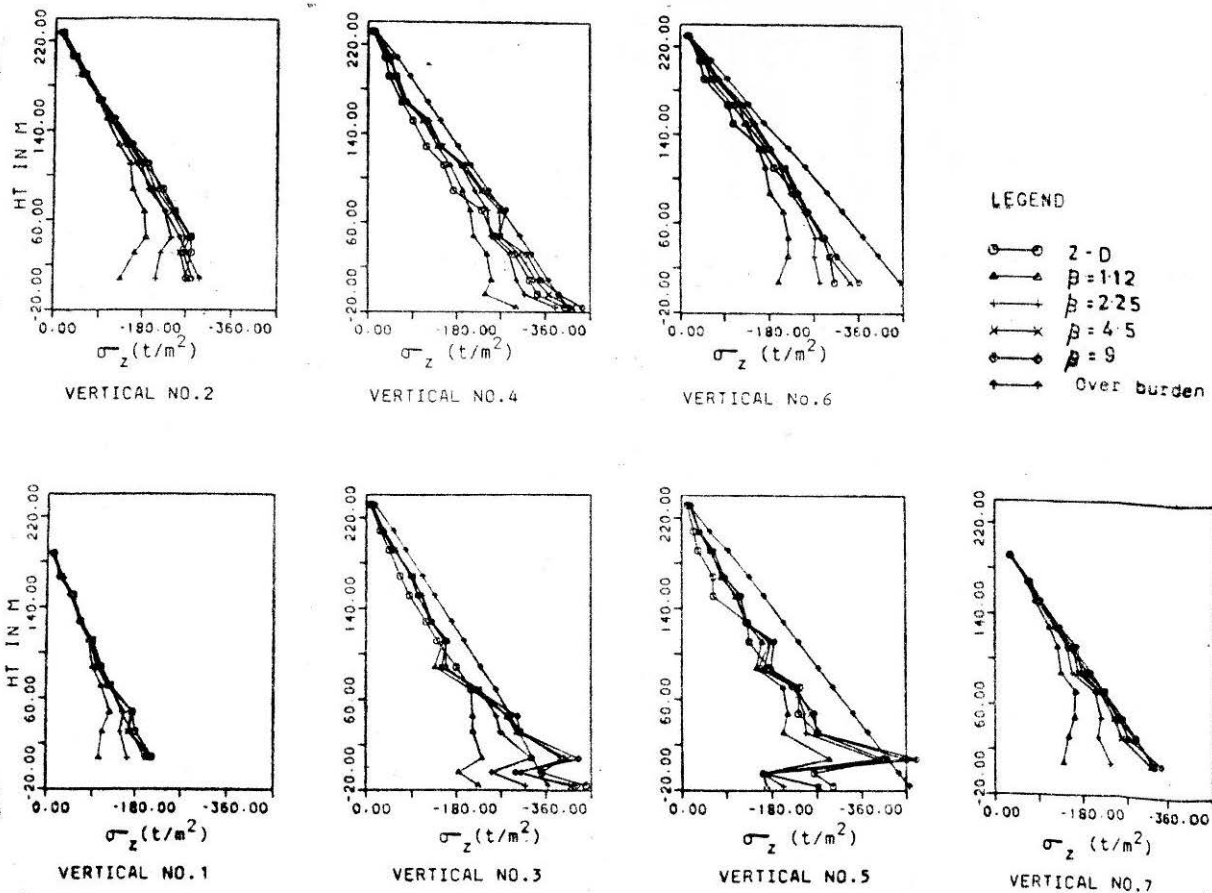 220.00
140.00
60.00
-20.00
HT IN M
0.00 -180.00 -360.00
σz (t/m²)
VERTICAL NO.2
220.00
140.00
60.00
-20.00
0.00 -180.00 -360.00
σz (t/m²)
VERTICAL NO.4
220.00
140.00
60.00
-20.00
0.00 -180.00 -360.00
σz (t/m²)
VERTICAL No.6
LEGEND
2-D
β=1·12
β=2·25
β=4·5
β=9
Over burden
220.00
140.00
60.00
-20.00
HT IN M
0.00 -180.00 -360.00
σz (t/m²)
VERTICAL NO.1
220.00
140.00
60.00
-20.00
0.00 -180.00 -360.00
σz (t/m²)
VERTICAL NO.3
220.00
140.00
60.00
-20.00
0.00 -180.00 -360.00
σz (t/m²)
VERTICAL NO.5
220.00
140.00
60.00
-20.00
0.00 -180.00 -360.00
σz (t/m²)
VERTICAL NO.7